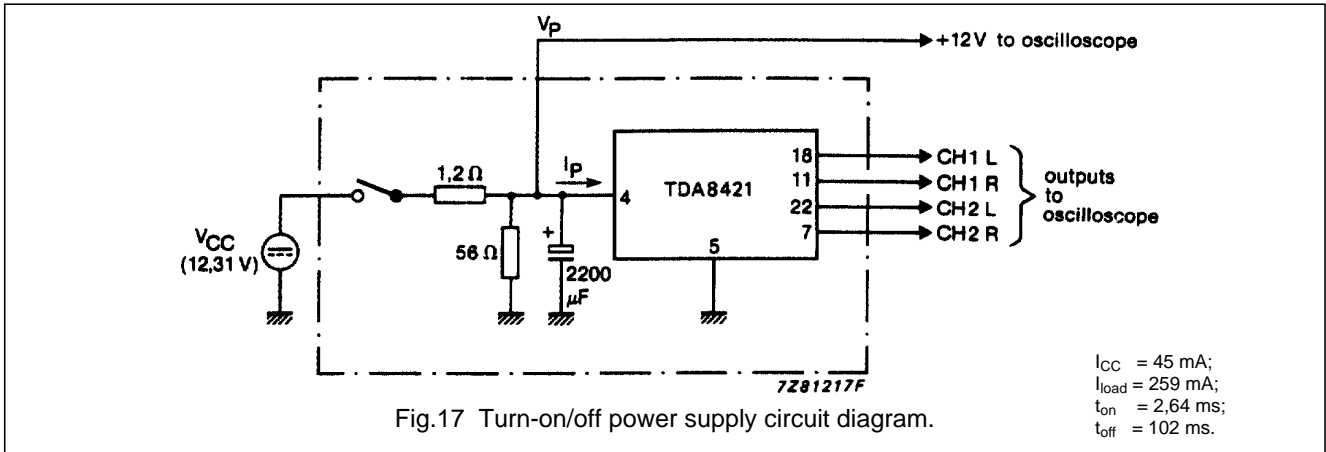 V_P
+12V to oscilloscope
1,2 Ω
I_P
4
TDA8421
18
11
22
7
5
CH1 L
CH1 R
CH2 L
CH2 R
outputs
to
oscilloscope
V_CC
(12,31 V)
56 Ω
+
2200
µF
7Z81217F
I_CC = 45 mA;
I_load = 259 mA;
t_on = 2,64 ms;
t_off = 102 ms.
Fig.17 Turn-on/off power supply circuit diagram.